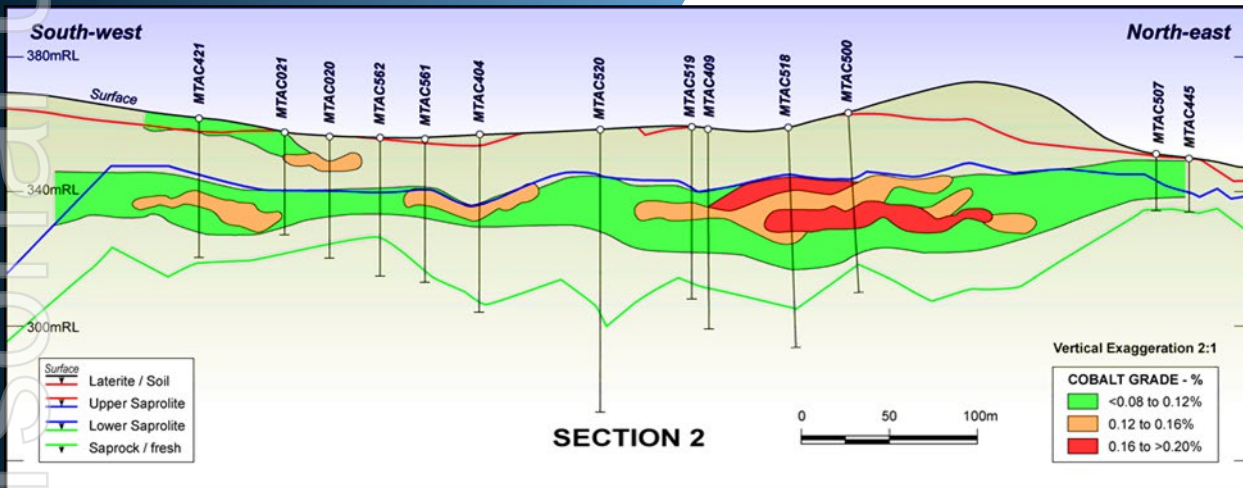 South-west
North-east
380mRL
Surface
MTAC421
MTAC021
MTAC020
MTAC562
MTAC561
MTAC404
MTAC520
MTAC519
MTAC409
MTAC518
MTAC500
MTAC507
MTAC445
340mRL
300mRL
Surface
Laterite / Soil
Upper Saprolite
Lower Saprolite
Saprock / fresh
SECTION 2
0 50 100m
Vertical Exaggeration 2:1
COBALT GRADE - %
<0.08 to 0.12%
0.12 to 0.16%
0.16 to >0.20%